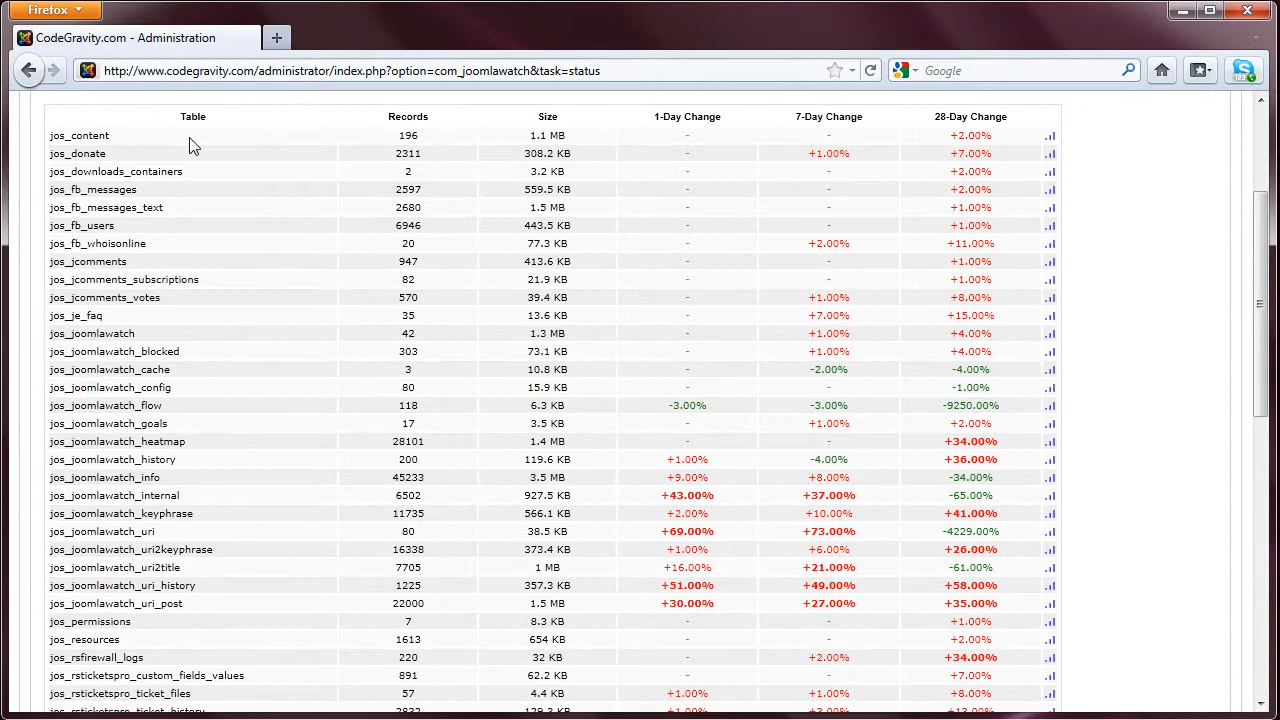 Firefox
CodeGravity.com - Administration
http://www.codegravity.com/administrator/index.php?option=com_joomlawatch&task=status
Google
Table Records Size 1-Day Change 7-Day Change 28-Day Change
jos_content 196 1.1 MB - - +2.00%
jos_donate 2311 308.2 KB - +1.00% +7.00%
jos_downloads_containers 2 3.2 KB - - +2.00%
jos_fb_messages 2597 559.5 KB - - +2.00%
jos_fb_messages_text 2680 1.5 MB - - +1.00%
jos_fb_users 6946 443.5 KB - - +1.00%
jos_fb_whoisonline 20 77.3 KB - +2.00% +11.00%
jos_jcomments 947 413.6 KB - - +1.00%
jos_jcomments_subscriptions 82 21.9 KB - - +1.00%
jos_jcomments_votes 570 39.4 KB - +1.00% +8.00%
jos_je_faq 35 13.6 KB - +7.00% +15.00%
jos_joomlawatch 42 1.3 MB - +1.00% +4.00%
jos_joomlawatch_blocked 303 73.1 KB - +1.00% +4.00%
jos_joomlawatch_cache 3 10.8 KB - -2.00% -4.00%
jos_joomlawatch_config 80 15.9 KB - - -1.00%
jos_joomlawatch_flow 118 6.3 KB -3.00% -3.00% -9250.00%
jos_joomlawatch_goals 17 3.5 KB - +1.00% +2.00%
jos_joomlawatch_heatmap 28101 1.4 MB - - +34.00%
jos_joomlawatch_history 200 119.6 KB +1.00% -4.00% +36.00%
jos_joomlawatch_info 45233 3.5 MB +9.00% +8.00% -34.00%
jos_joomlawatch_internal 6502 927.5 KB +43.00% +37.00% -65.00%
jos_joomlawatch_keyphrase 11735 566.1 KB +2.00% +10.00% +41.00%
jos_joomlawatch_uri 80 38.5 KB +69.00% +73.00% -4229.00%
jos_joomlawatch_uri2keyphrase 16338 373.4 KB +1.00% +6.00% +26.00%
jos_joomlawatch_uri2title 7705 1 MB +16.00% +21.00% -61.00%
jos_joomlawatch_uri_history 1225 357.3 KB +51.00% +49.00% +58.00%
jos_joomlawatch_uri_post 22000 1.5 MB +30.00% +27.00% +35.00%
jos_permissions 7 8.3 KB - - +1.00%
jos_resources 1613 654 KB - - +2.00%
jos_rsfirewall_logs 220 32 KB - +2.00% +34.00%
jos_rsticketspro_custom_fields_values 891 62.2 KB - - +7.00%
jos_rsticketspro_ticket_files 57 4.4 KB +1.00% +1.00% +8.00%
jos_rsticketspro_ticket_history